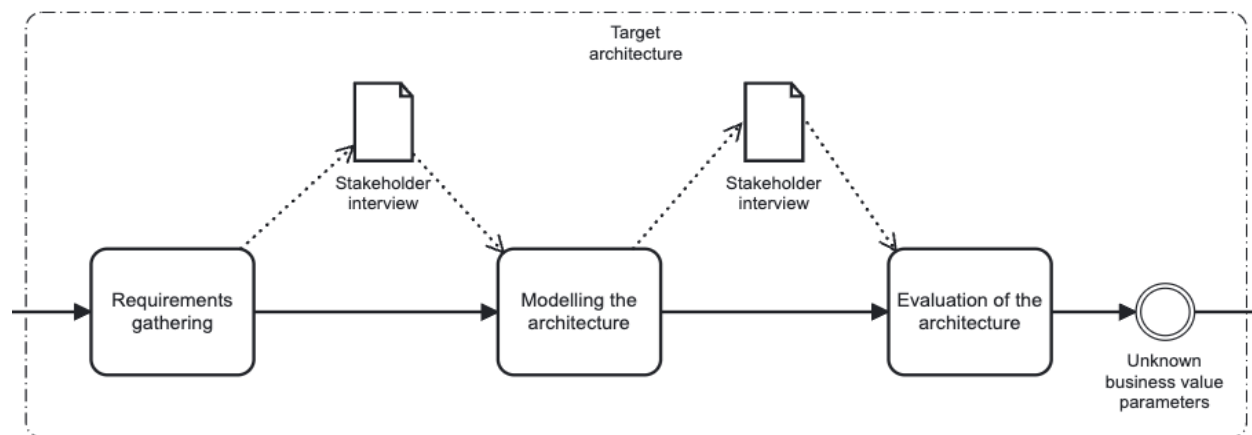 Target
architecture
Stakeholder
interview
Stakeholder
interview
Requirements
gathering
Modelling the
architecture
Evaluation of the
architecture
Unknown
business value
parameters